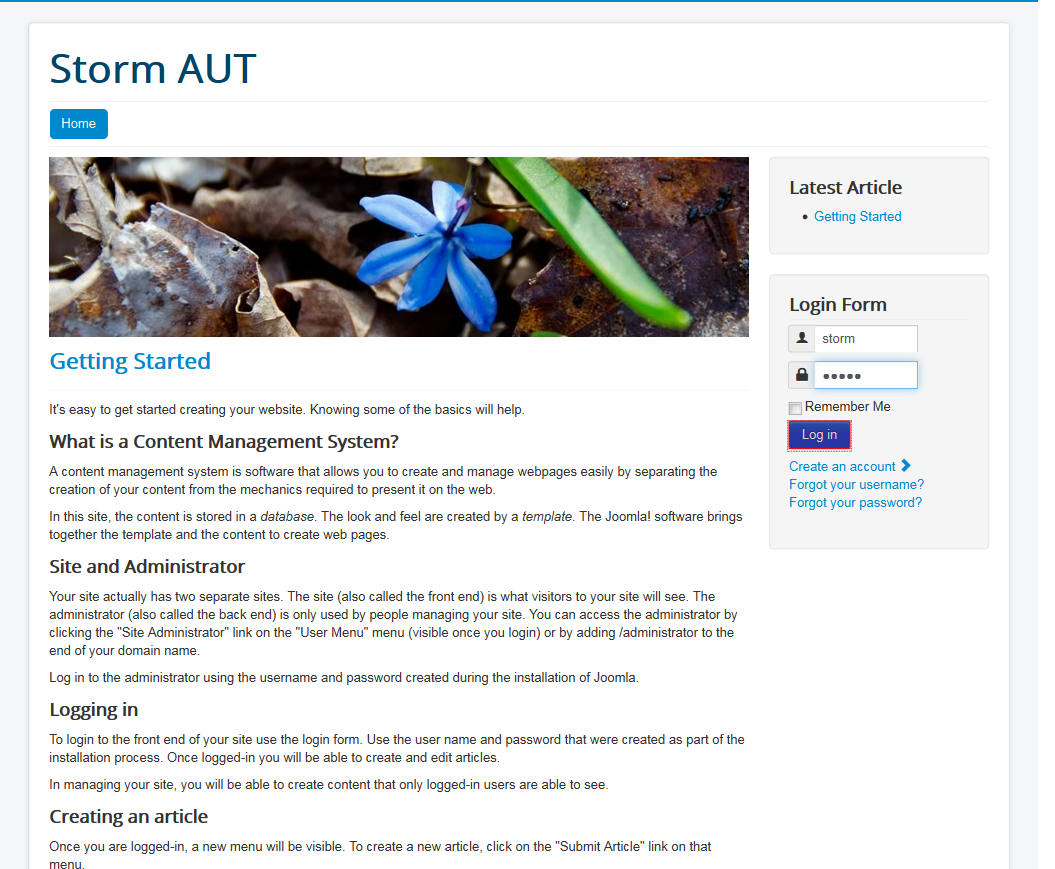 Storm AUT
Home
Getting Started
It's easy to get started creating your website. Knowing some of the basics will help.
What is a Content Management System?
A content management system is software that allows you to create and manage webpages easily by separating the
creation of your content from the mechanics required to present it on the web.
In this site, the content is stored in a database. The look and feel are created by a template. The Joomla! software brings
together the template and the content to create web pages.
Site and Administrator
Your site actually has two separate sites. The site (also called the front end) is what visitors to your site will see. The
administrator (also called the back end) is only used by people managing your site. You can access the administrator by
clicking the "Site Administrator" link on the "User Menu" menu (visible once you login) or by adding /administrator to the
end of your domain name.
Log in to the administrator using the username and password created during the installation of Joomla.
Logging in
To login to the front end of your site use the login form. Use the user name and password that were created as part of the
installation process. Once logged-in you will be able to create and edit articles.
In managing your site, you will be able to create content that only logged-in users are able to see.
Creating an article
Once you are logged-in, a new menu will be visible. To create a new article, click on the "Submit Article" link on that
menu.
Latest Article
• Getting Started
Login Form
storm
•••••
Remember Me
Log in
Create an account
Forgot your username?
Forgot your password?